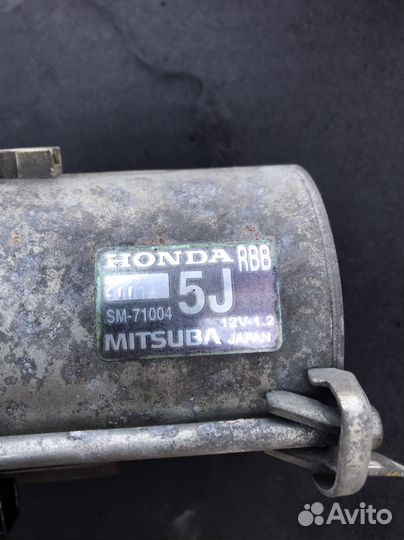 HONDA RBB
5J
SM-71004
12V-1.2
MITSUBA JAPAN
Avito